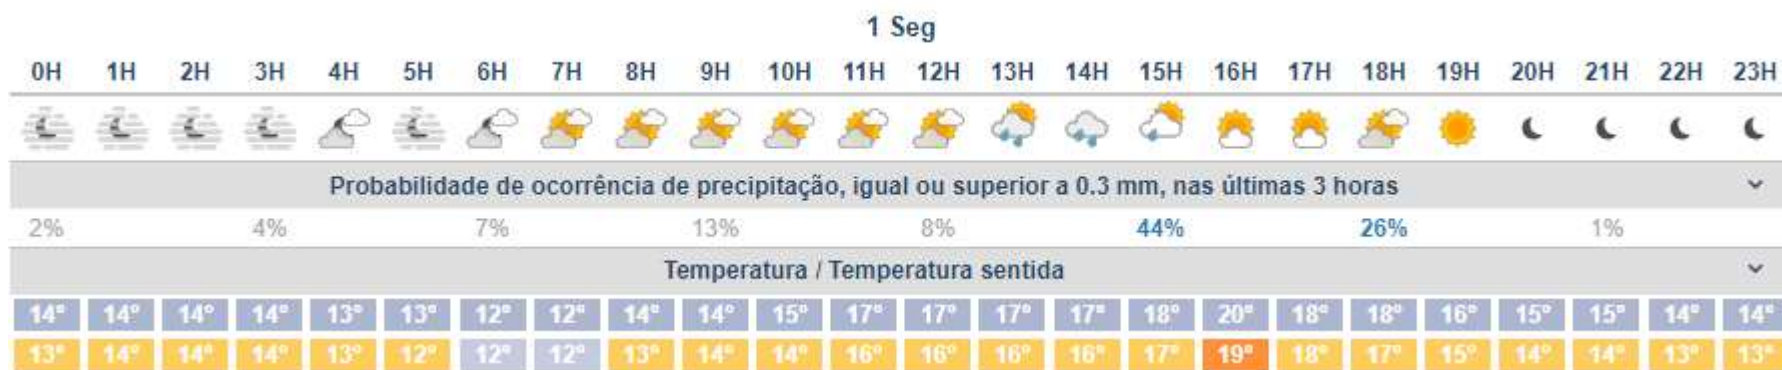 1 Seg
0H 1H 2H 3H 4H 5H 6H 7H 8H 9H 10H 11H 12H 13H 14H 15H 16H 17H 18H 19H 20H 21H 22H 23H
Probabilidade de ocorrência de precipitação, igual ou superior a 0.3 mm, nas últimas 3 horas
2% 4% 7% 13% 8% 44% 26% 1%
Temperatura / Temperatura sentida
14° 14° 14° 14° 13° 13° 12° 12° 14° 14° 15° 17° 17° 17° 17° 18° 20° 18° 18° 16° 15° 15° 14° 14°
13° 14° 14° 14° 13° 12° 12° 12° 13° 14° 14° 16° 16° 16° 16° 17° 19° 18° 17° 15° 14° 14° 13° 13°